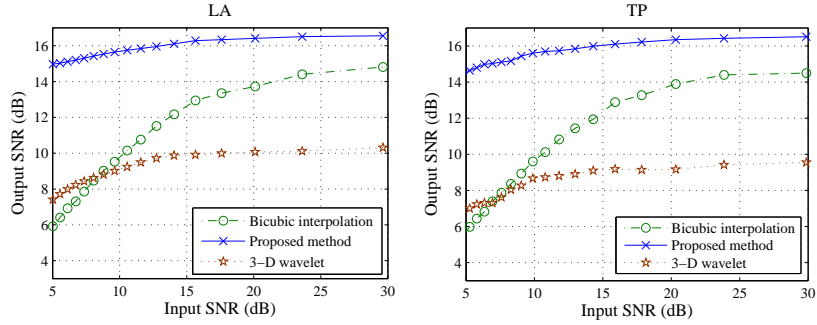 LA
16
14
12
10
8
6
4
Output SNR (dB)
5
10
15
20
25
30
Input SNR (dB)
Bicubic interpolation
Proposed method
3−D wavelet
TP
16
14
12
10
8
6
4
Output SNR (dB)
5
10
15
20
25
30
Input SNR (dB)
Bicubic interpolation
Proposed method
3−D wavelet